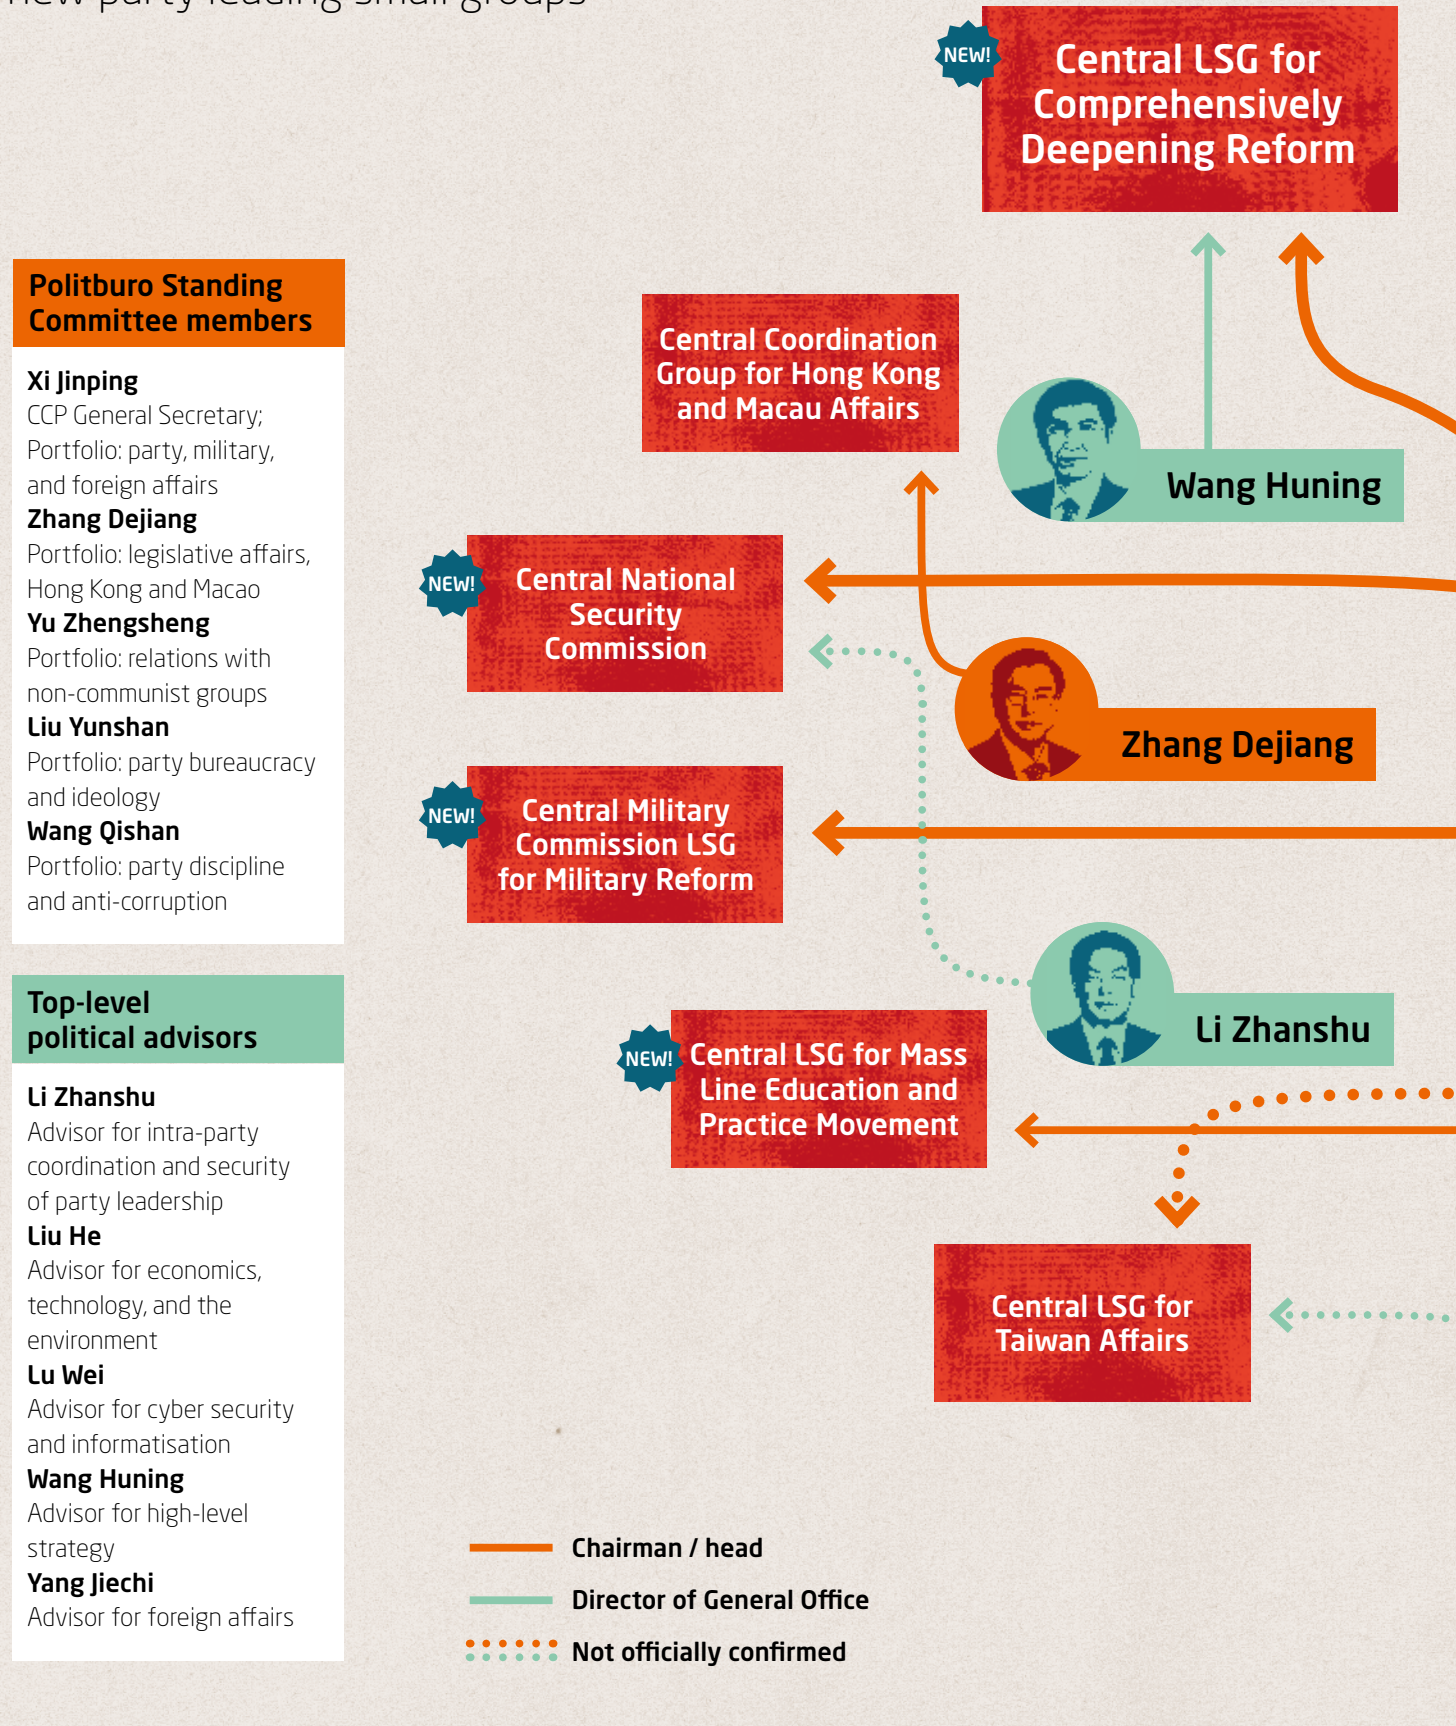 new party leading small groups
NEW!
Central LSG for
Comprehensively
Deepening Reform
Politburo Standing
Committee members
Xi Jinping
CCP General Secretary;
Portfolio: party, military,
and foreign affairs
Zhang Dejiang
Portfolio: legislative affairs,
Hong Kong and Macao
Yu Zhengsheng
Portfolio: relations with
non-communist groups
Liu Yunshan
Portfolio: party bureaucracy
and ideology
Wang Qishan
Portfolio: party discipline
and anti-corruption
Top-level
political advisors
Li Zhanshu
Advisor for intra-party
coordination and security
of party leadership
Liu He
Advisor for economics,
technology, and the
environment
Lu Wei
Advisor for cyber security
and informatisation
Wang Huning
Advisor for high-level
strategy
Yang Jiechi
Advisor for foreign affairs
Central Coordination
Group for Hong Kong
and Macau Affairs
Wang Huning
NEW!
Central National
Security
Commission
Zhang Dejiang
NEW!
Central Military
Commission LSG
for Military Reform
Li Zhanshu
NEW!
Central LSG for Mass
Line Education and
Practice Movement
Central LSG for
Taiwan Affairs
Chairman / head
Director of General Office
Not officially confirmed